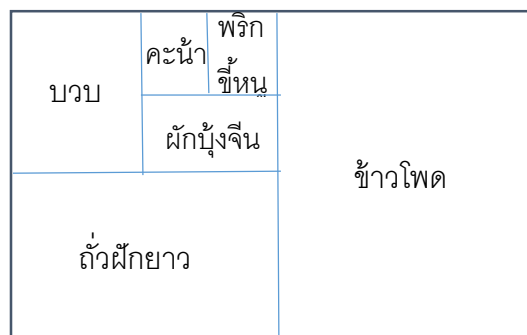 บวบ
คะน้า
พริก
ขี้หนู
ผักบุ้งจีน
ข้าวโพด
ถั่วฝักยาว